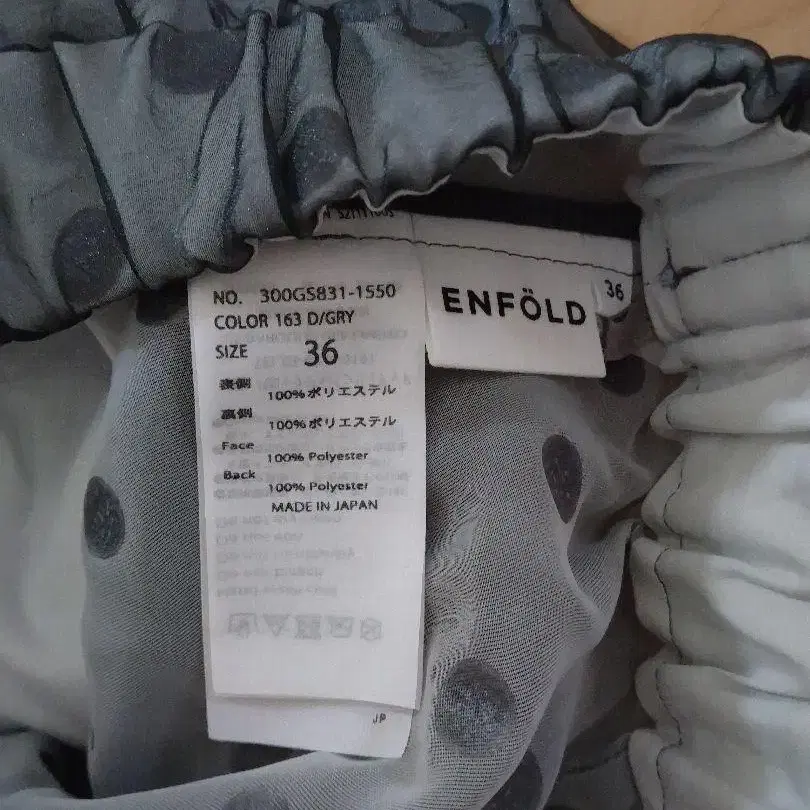 NO. 300GS831-1550
COLOR 163 D/GRY
SIZE 36
表側 100%ポリエステル
裏側 100%ポリエステル
Face 100% Polyester
Back 100% Polyester
MADE IN JAPAN
JP
ENFÖLD
36